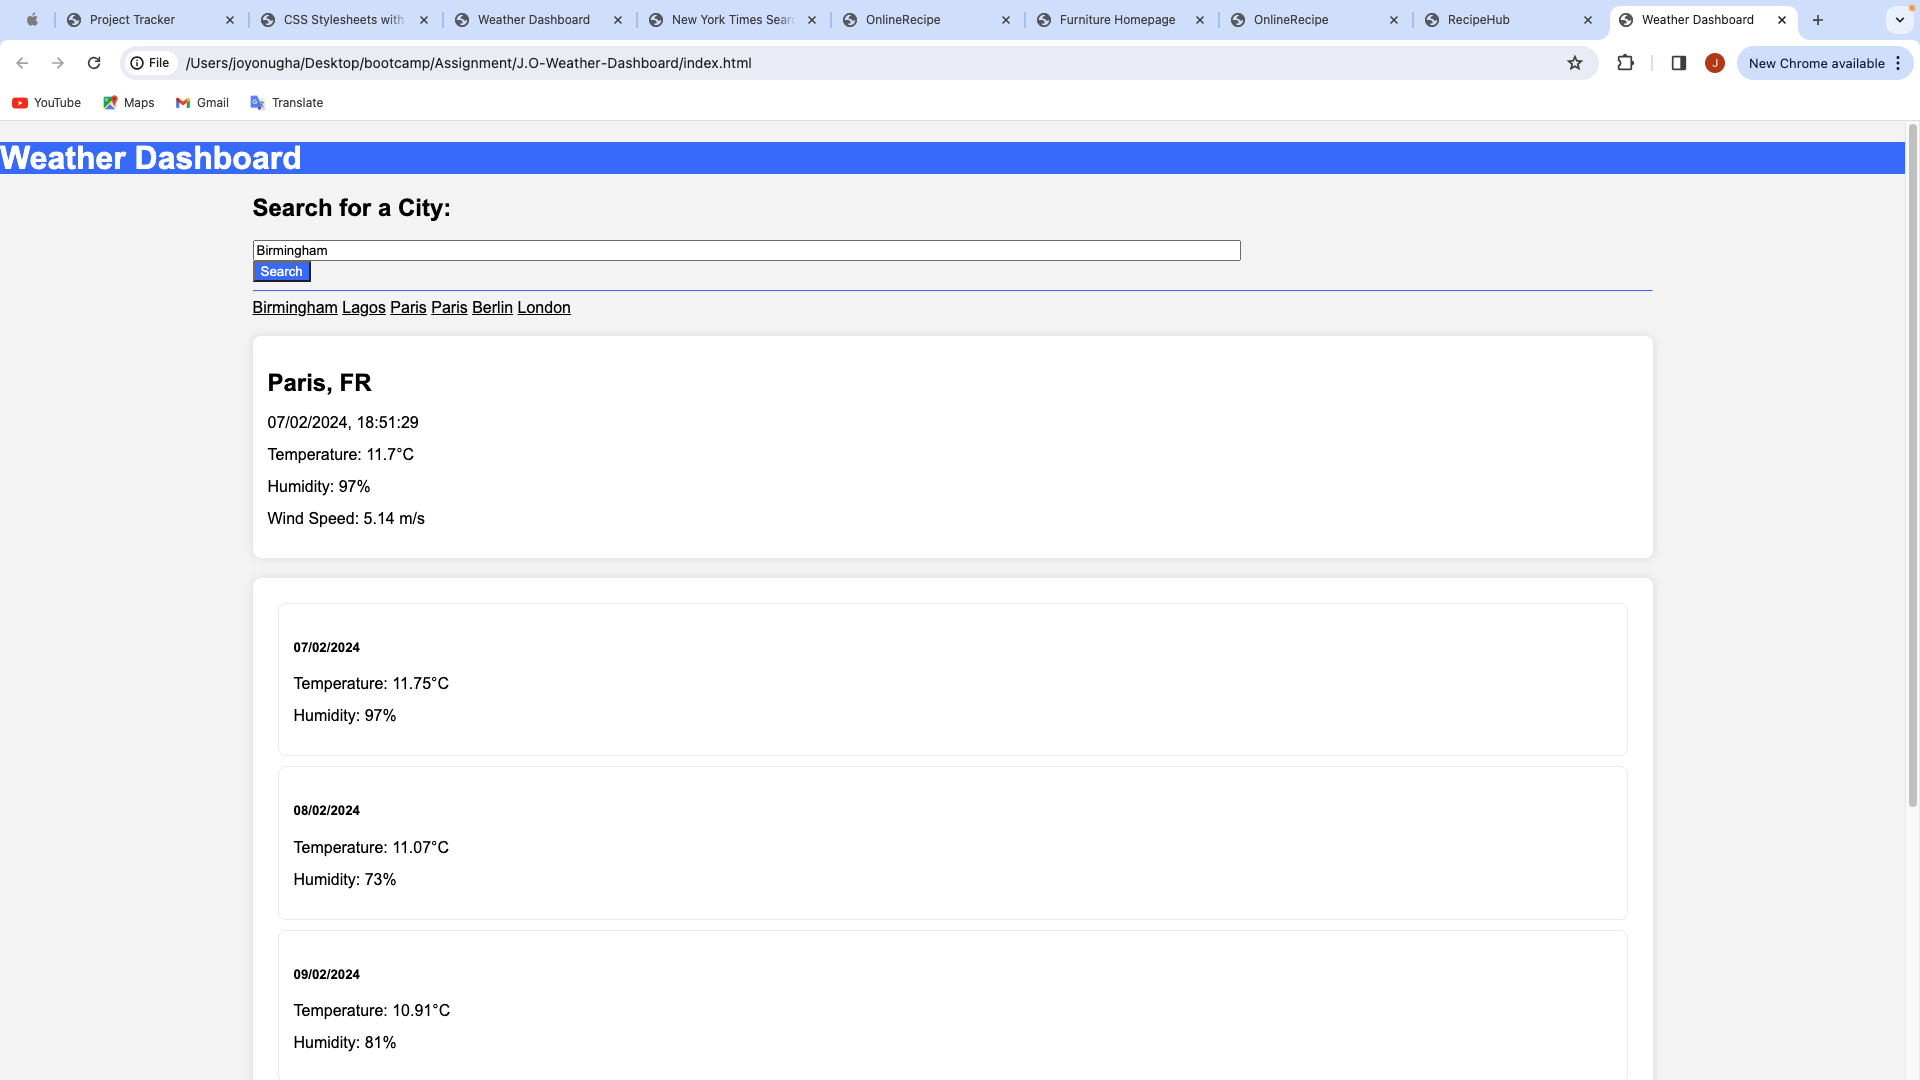 Project Tracker
CSS Stylesheets with
Weather Dashboard
New York Times Sear
OnlineRecipe
Furniture Homepage
OnlineRecipe
RecipeHub
Weather Dashboard
File /Users/joyonugha/Desktop/bootcamp/Assignment/J.O-Weather-Dashboard/index.html
J
New Chrome available
YouTube Maps Gmail Translate
Weather Dashboard
Search for a City:
Birmingham
Search
Birmingham Lagos Paris Paris Berlin London
Paris, FR
07/02/2024, 18:51:29
Temperature: 11.7°C
Humidity: 97%
Wind Speed: 5.14 m/s
07/02/2024
Temperature: 11.75°C
Humidity: 97%
08/02/2024
Temperature: 11.07°C
Humidity: 73%
09/02/2024
Temperature: 10.91°C
Humidity: 81%